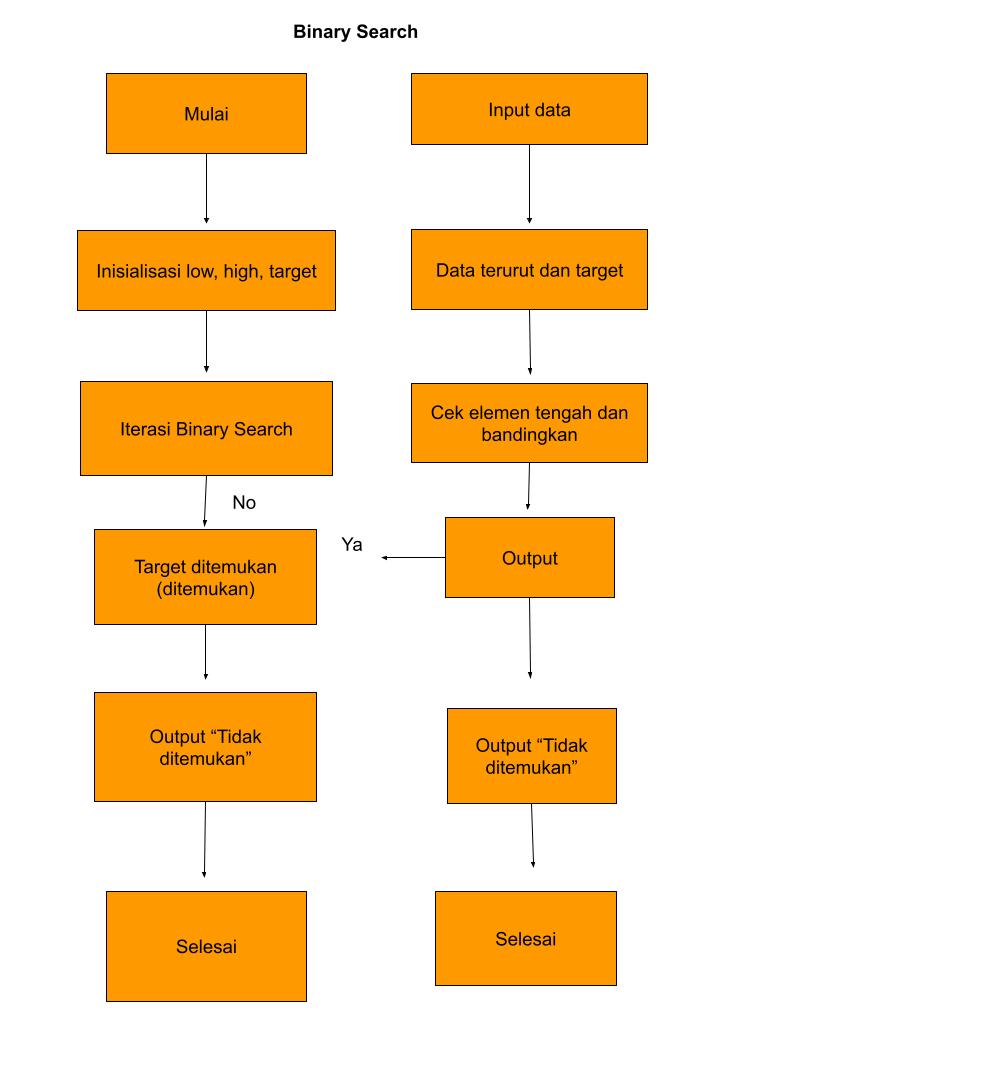 Binary Search
Mulai
Input data
Inisialisasi low, high, target
Data terurut dan target
Iterasi Binary Search
Cek elemen tengah dan
bandingkan
No
Ya
Target ditemukan
(ditemukan)
Output
Output “Tidak
ditemukan”
Output “Tidak
ditemukan”
Selesai
Selesai